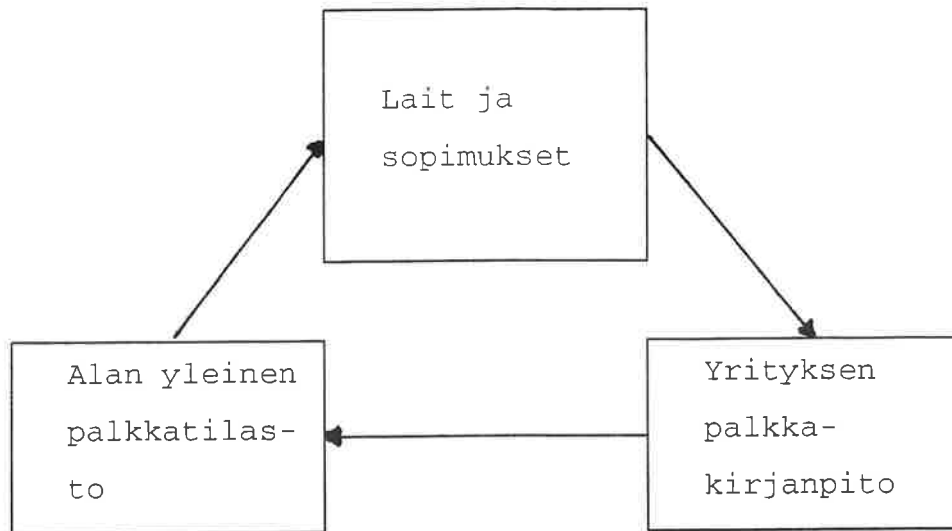 Lait ja
sopimukset
Alan yleinen
palkkatilas-
to
Yrityksen
palkka-
kirjanpito